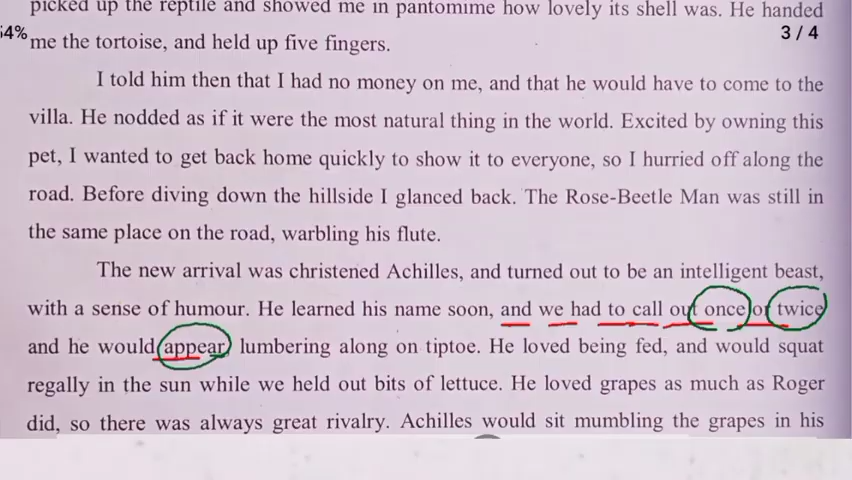 picked up the reptile and showed me in pantomime how lovely its shell was. He handed
54% me the tortoise, and held up five fingers. 3 / 4
I told him then that I had no money on me, and that he would have to come to the
villa. He nodded as if it were the most natural thing in the world. Excited by owning this
pet, I wanted to get back home quickly to show it to everyone, so I hurried off along the
road. Before diving down the hillside I glanced back. The Rose-Beetle Man was still in
the same place on the road, warbling his flute.
The new arrival was christened Achilles, and turned out to be an intelligent beast,
with a sense of humour. He learned his name soon, and we had to call out once or twice
and he would appear, lumbering along on tiptoe. He loved being fed, and would squat
regally in the sun while we held out bits of lettuce. He loved grapes as much as Roger
did, so there was always great rivalry. Achilles would sit mumbling the grapes in his